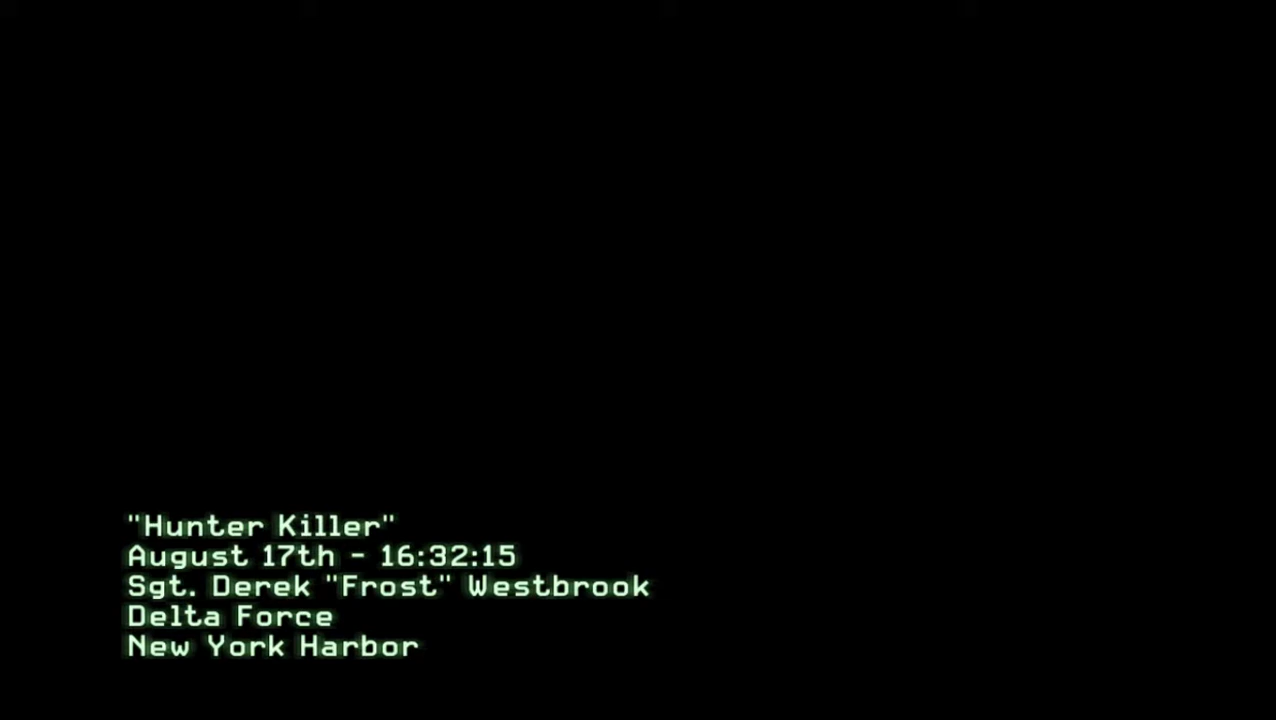 "Hunter Killer"
August 17th - 16:32:15
Sgt. Derek "Frost" Westbrook
Delta Force
New York Harbor